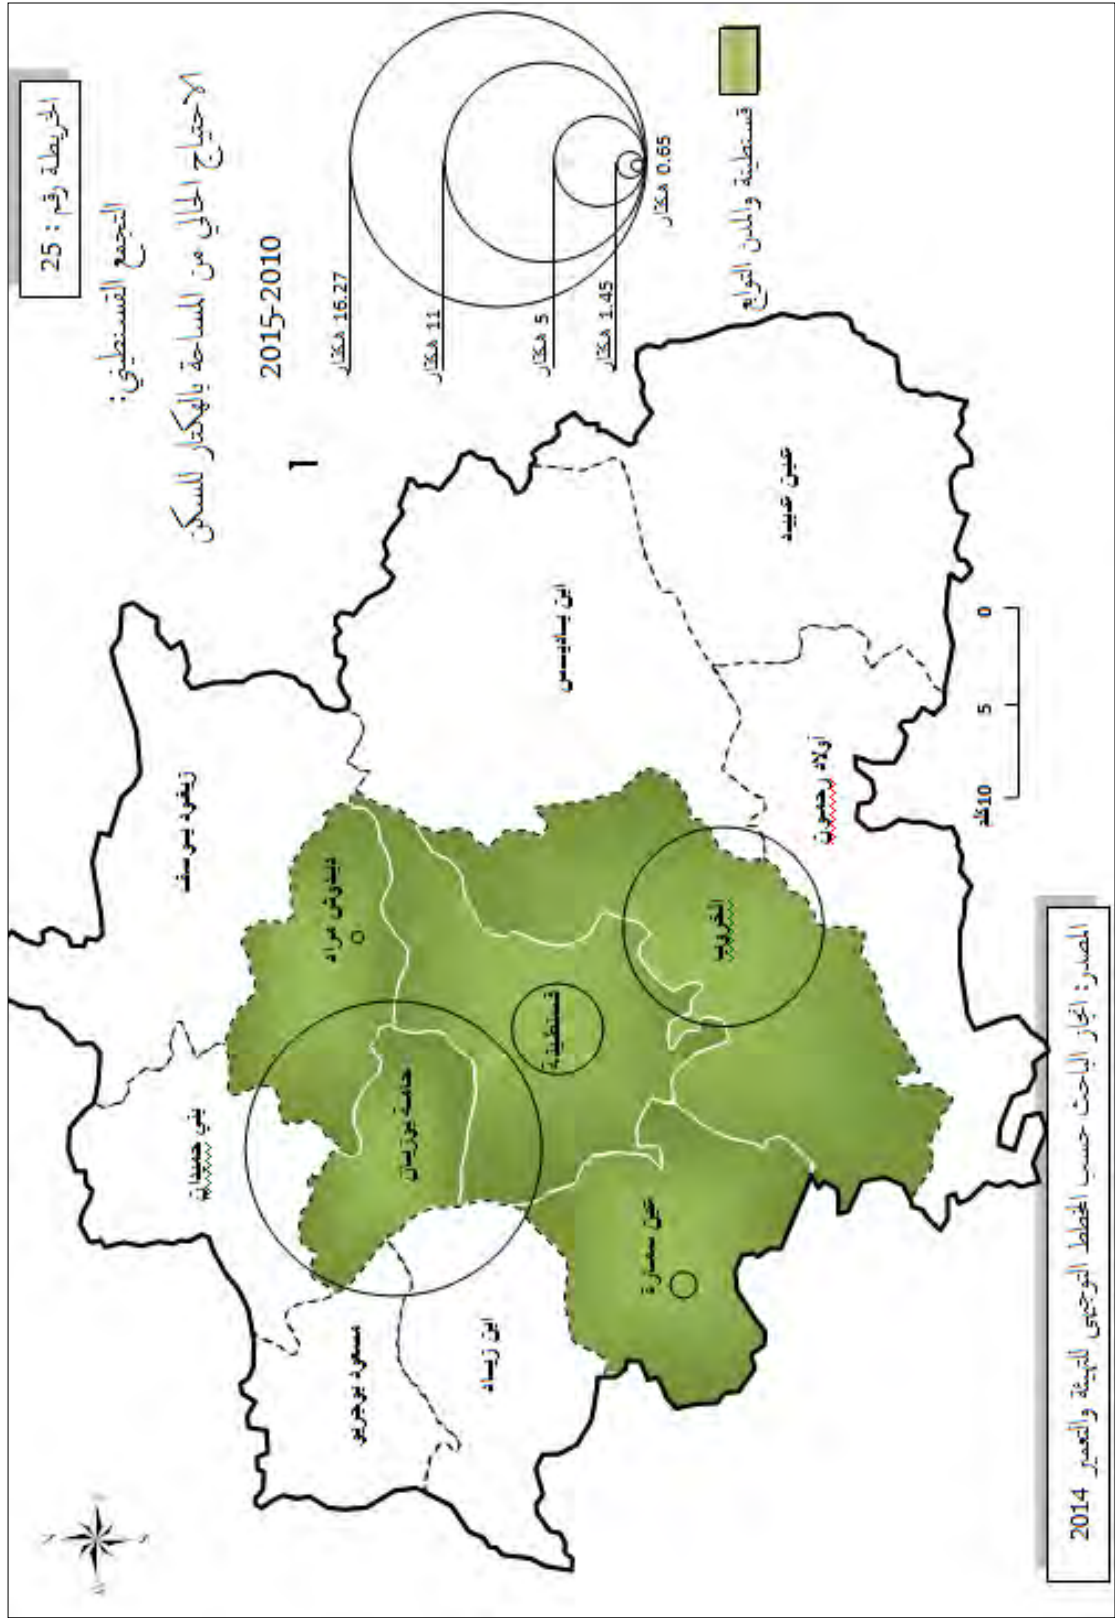 الخريطة رقم : 25
التجمع القسنطيني:
الاحتياج الحالي من المساحة بالهكتار للسكن
2015-2010
16.27 هكتار
11 هكتار
5 هكتار
1.45 هكتار
0.65 هكتار
قسنطينة والمدن التوابع
زيغود يوسف
بني حميدان
ديدوش مراد
حامة بوزيان
مسعود بوجريو
ابن زياد
قسنطينة
ابن باديس
الخروب
عين سمارة
عين عبيد
أولاد رحمون
0
5
10كلم
المصدر: انجاز الباحث حسب المخطط التوجيهي للتهيئة والتعمير 2014